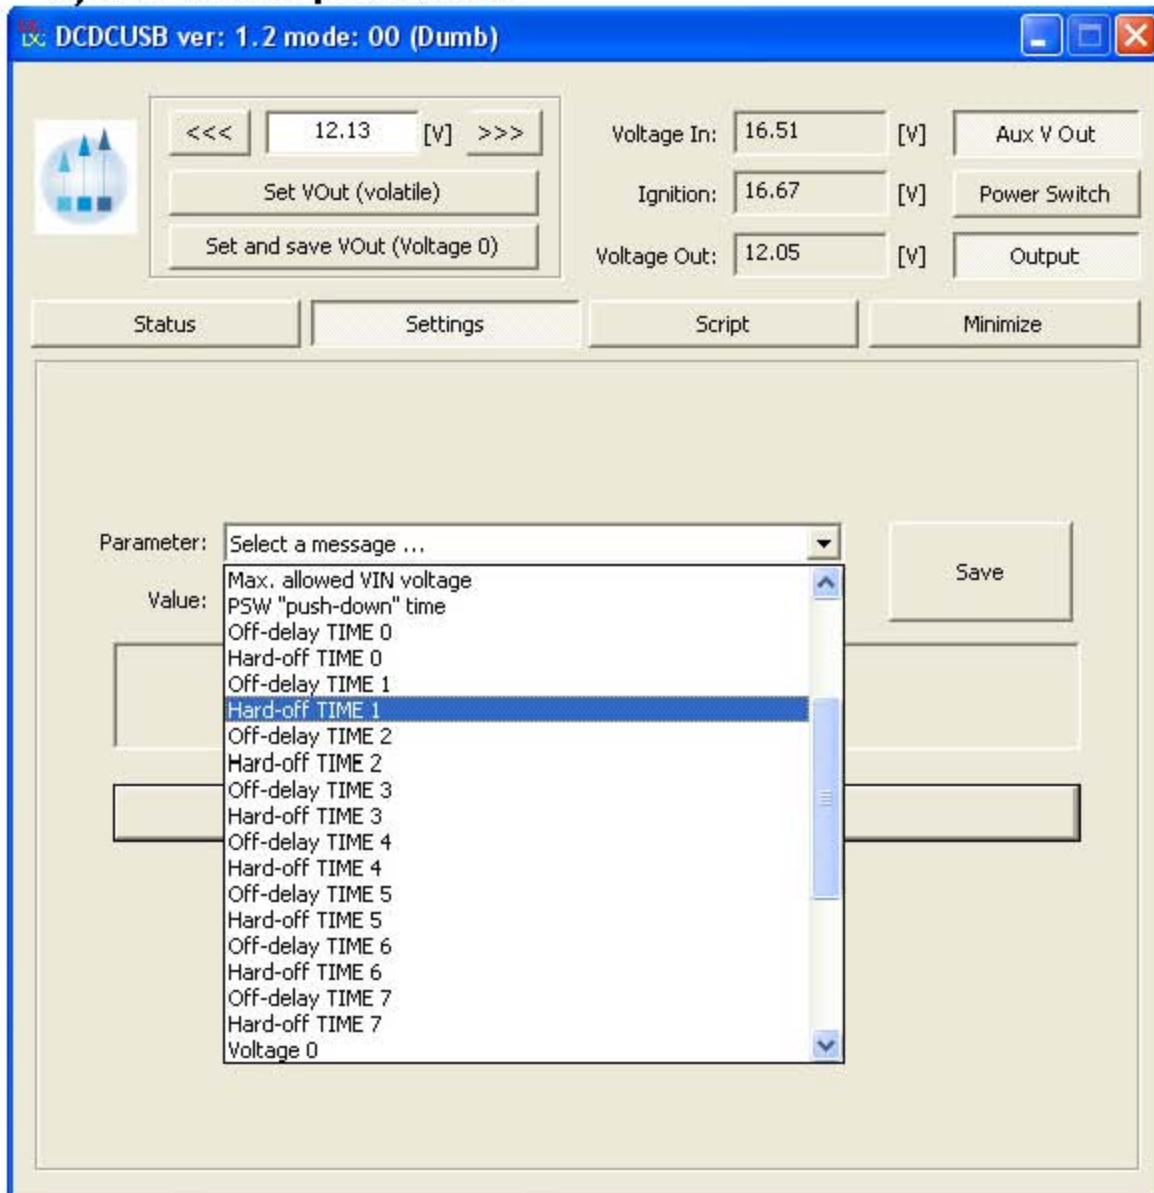 DCDCUSB ver: 1.2 mode: 00 (Dumb)
<<< 12.13 [V] >>>
Set VOut (volatile)
Set and save VOut (Voltage 0)
Voltage In: 16.51 [V] Aux V Out
Ignition: 16.67 [V] Power Switch
Voltage Out: 12.05 [V] Output
Status Settings Script Minimize
Parameter: Select a message ...
Save
Value:
Max. allowed VIN voltage
PSW "push-down" time
Off-delay TIME 0
Hard-off TIME 0
Off-delay TIME 1
Hard-off TIME 1
Off-delay TIME 2
Hard-off TIME 2
Off-delay TIME 3
Hard-off TIME 3
Off-delay TIME 4
Hard-off TIME 4
Off-delay TIME 5
Hard-off TIME 5
Off-delay TIME 6
Hard-off TIME 6
Off-delay TIME 7
Hard-off TIME 7
Voltage 0